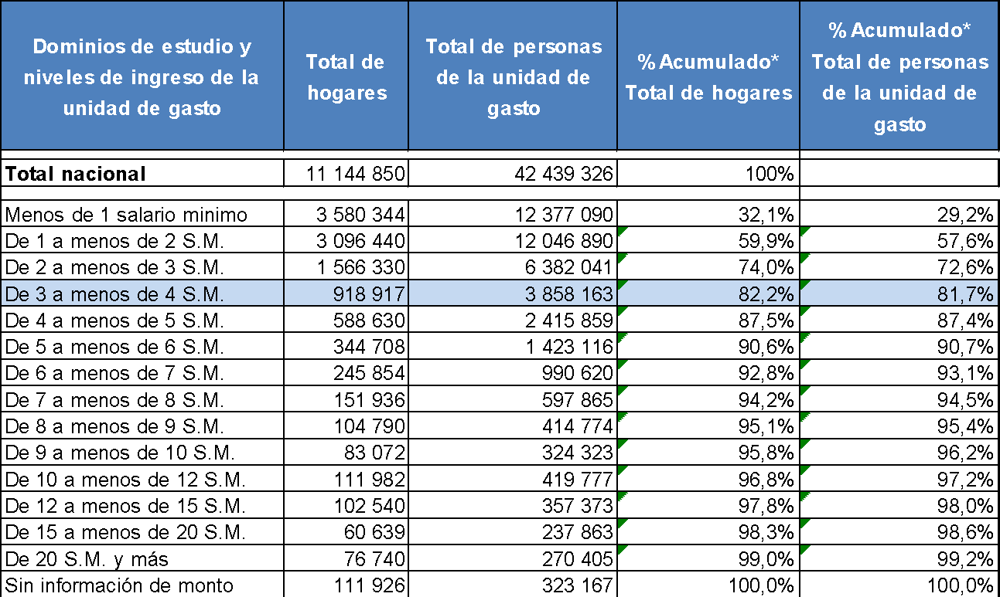 Dominios de estudio y niveles de ingreso de la unidad de gasto | Total de hogares | Total de personas de la unidad de gasto | % Acumulado* Total de hogares | % Acumulado* Total de personas de la unidad de gasto
Total nacional 11 144 850 42 439 326 100%
Menos de 1 salario minimo 3 580 344 12 377 090 32,1% 29,2%
De 1 a menos de 2 S.M. 3 096 440 12 046 890 59,9% 57,6%
De 2 a menos de 3 S.M. 1 566 330 6 382 041 74,0% 72,6%
De 3 a menos de 4 S.M. 918 917 3 858 163 82,2% 81,7%
De 4 a menos de 5 S.M. 588 630 2 415 859 87,5% 87,4%
De 5 a menos de 6 S.M. 344 708 1 423 116 90,6% 90,7%
De 6 a menos de 7 S.M. 245 854 990 620 92,8% 93,1%
De 7 a menos de 8 S.M. 151 936 597 865 94,2% 94,5%
De 8 a menos de 9 S.M. 104 790 414 774 95,1% 95,4%
De 9 a menos de 10 S.M. 83 072 324 323 95,8% 96,2%
De 10 a menos de 12 S.M. 111 982 419 777 96,8% 97,2%
De 12 a menos de 15 S.M. 102 540 357 373 97,8% 98,0%
De 15 a menos de 20 S.M. 60 639 237 863 98,3% 98,6%
De 20 S.M. y más 76 740 270 405 99,0% 99,2%
Sin información de monto 111 926 323 167 100,0% 100,0%